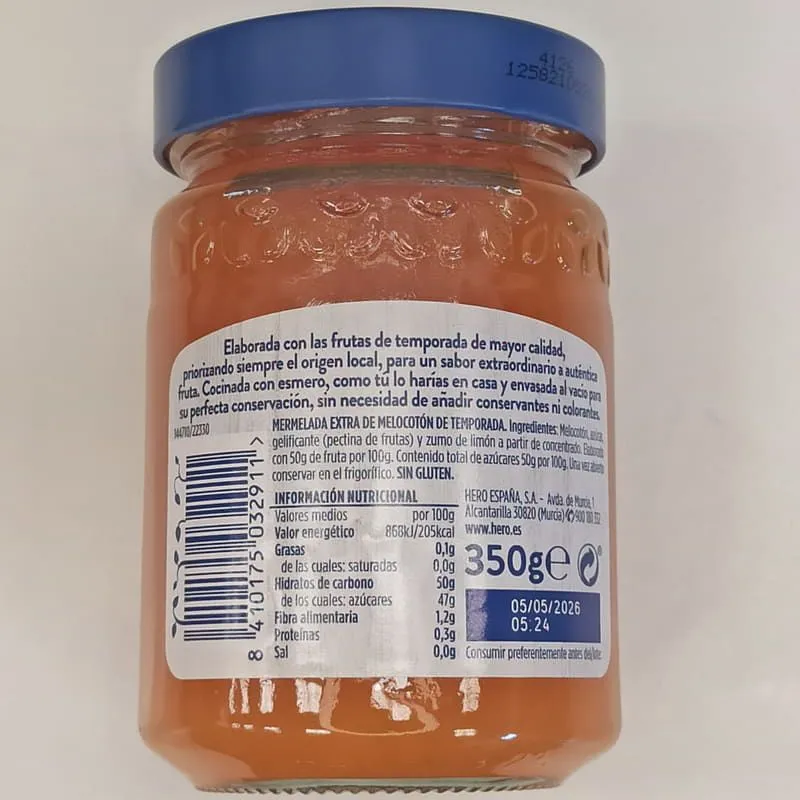 4124
Elaborada con las frutas de temporada de mayor calidad,
priorizando siempre el origen local, para un sabor extraordinario a auténtica
fruta. Cocinada con esmero, como tú lo harías en casa y envasada al vacío para
su perfecta conservación, sin necesidad de añadir conservantes ni colorantes.
144710/22330
MERMELADA EXTRA DE MELOCOTÓN DE TEMPORADA. Ingredientes: Melocotón, azúcar,
gelificante (pectina de frutas) y zumo de limón a partir de concentrado. Elaborada
con 50g de fruta por 100g. Contenido total de azúcares 50g por 100g. Una vez abierto
conservar en el frigorífico. SIN GLUTEN.
INFORMACIÓN NUTRICIONAL
Valores medios por 100g
Valor energético 868kJ/205kcal
Grasas 0,1g
de las cuales: saturadas 0,0g
Hidratos de carbono 50g
de los cuales: azúcares 47g
Fibra alimentaria 1,2g
Proteínas 0,3g
Sal 0,0g
HERO ESPAÑA, S.A. - Avda. de Murcia, 1
Alcantarilla 30820 (Murcia) 900
www.hero.es
350g e
05/05/2026
05:24
Consumir preferentemente antes del/lote:
8 410175 032911 >